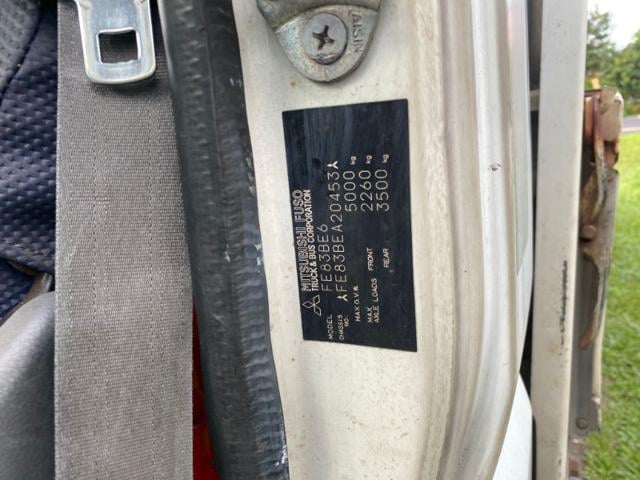 AISIN
MITSUBISHI FUSO
TRUCK & BUS CORPORATION
MODEL FE83BE6
CHASSIS NO. ⅄FE83BEA20453⅄
MAX G.V.W. 5000 kg
MAX AXLE LOADS FRONT 2260 kg
REAR 3500 kg